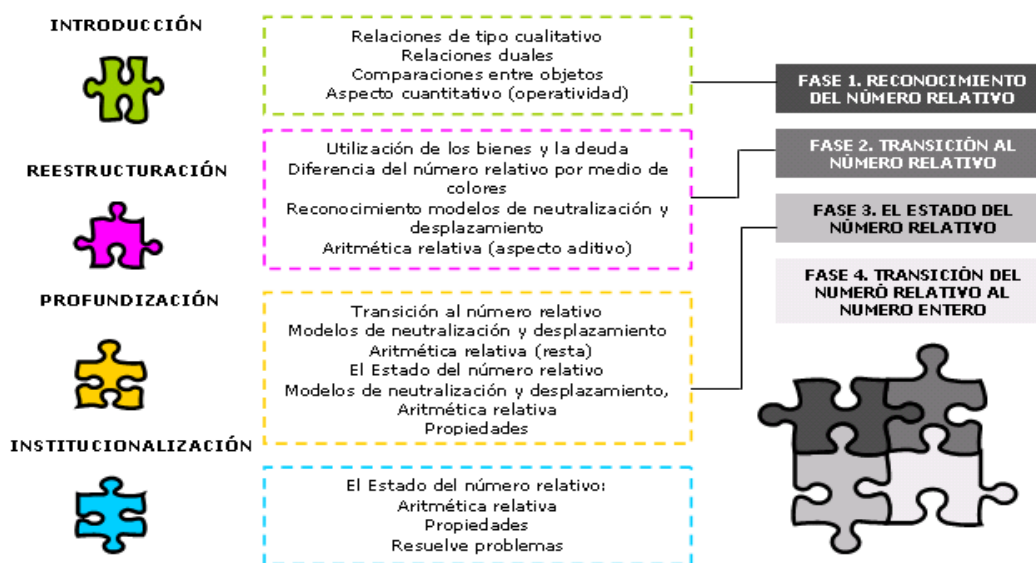 INTRODUCCIÓN
Relaciones de tipo cualitativo
Relaciones duales
Comparaciones entre objetos
Aspecto cuantitativo (operatividad)
REESTRUCTURACIÓN
Utilización de los bienes y la deuda
Diferencia del número relativo por medio de
colores
Reconocimiento modelos de neutralización y
desplazamiento
Aritmética relativa (aspecto aditivo)
PROFUNDIZACIÓN
Transición al número relativo
Modelos de neutralización y desplazamiento
Aritmética relativa (resta)
El Estado del número relativo
Modelos de neutralización y desplazamiento,
Aritmética relativa
Propiedades
INSTITUCIONALIZACIÓN
El Estado del número relativo:
Aritmética relativa
Propiedades
Resuelve problemas
FASE 1. RECONOCIMIENTO
DEL NÚMERO RELATIVO
FASE 2. TRANSICIÓN AL
NÚMERO RELATIVO
FASE 3. EL ESTADO DEL
NÚMERO RELATIVO
FASE 4. TRANSICIÓN DEL
NUMERÓ RELATIVO AL
NUMERO ENTERO